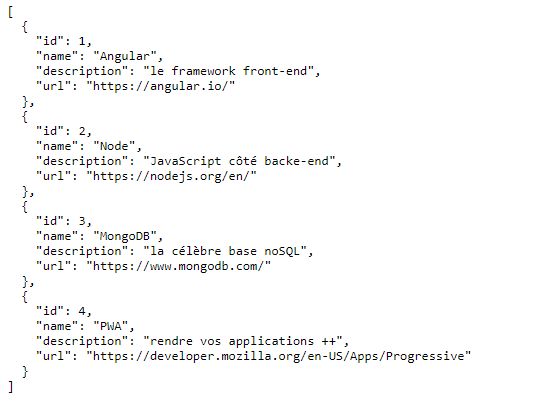 [
  {
    "id": 1,
    "name": "Angular",
    "description": "le framework front-end",
    "url": "https://angular.io/"
  },
  {
    "id": 2,
    "name": "Node",
    "description": "JavaScript côté backe-end",
    "url": "https://nodejs.org/en/"
  },
  {
    "id": 3,
    "name": "MongoDB",
    "description": "la célèbre base noSQL",
    "url": "https://www.mongodb.com/"
  },
  {
    "id": 4,
    "name": "PWA",
    "description": "rendre vos applications ++",
    "url": "https://developer.mozilla.org/en-US/Apps/Progressive"
  }
]